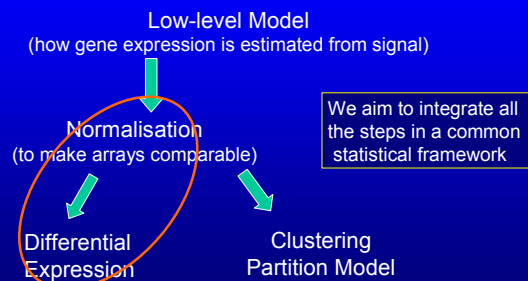 Low-level Model
(how gene expression is estimated from signal)
Normalisation
(to make arrays comparable)
We aim to integrate all
the steps in a common
statistical framework
Differential
Expression
Clustering
Partition Model